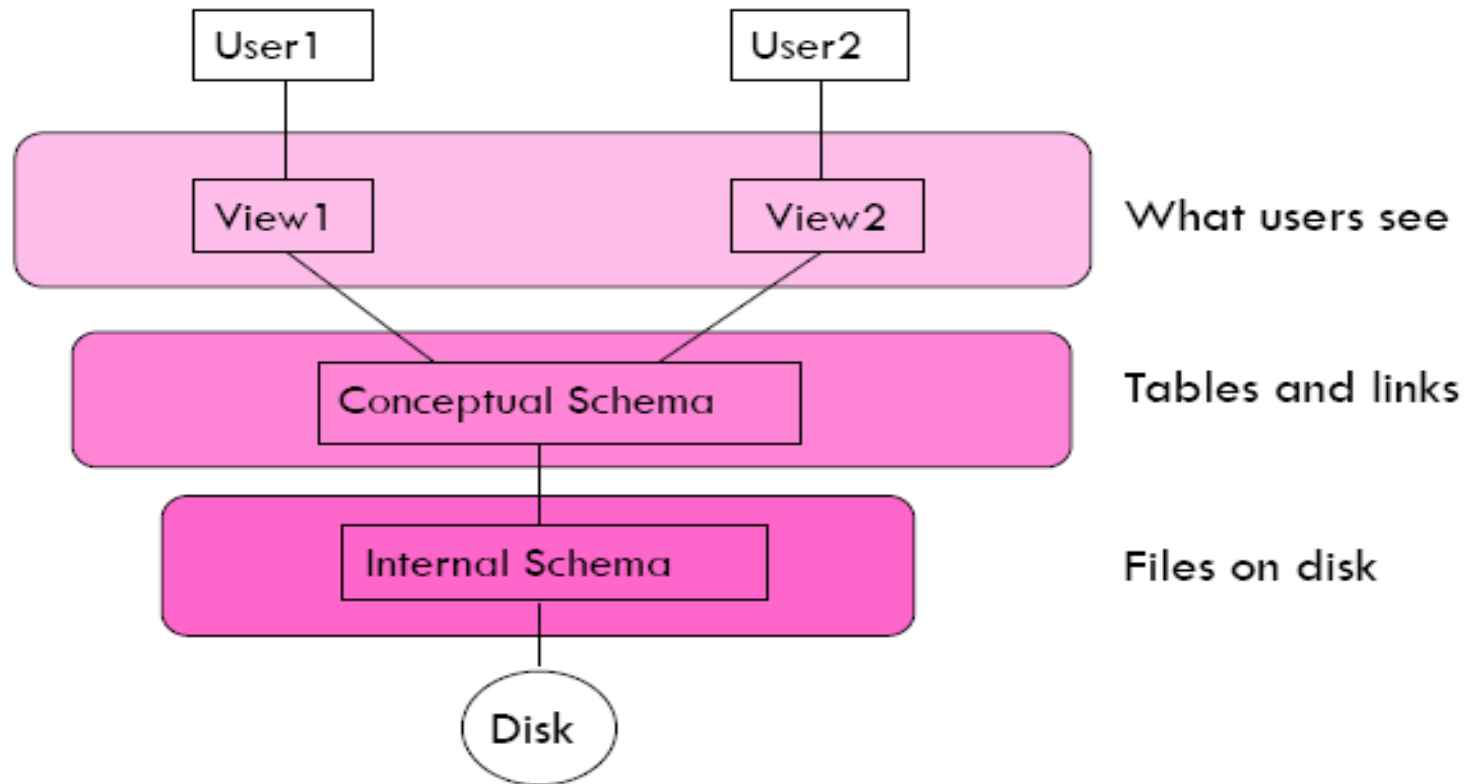 User1
User2
View1
View2
What users see
Conceptual Schema
Tables and links
Internal Schema
Files on disk
Disk